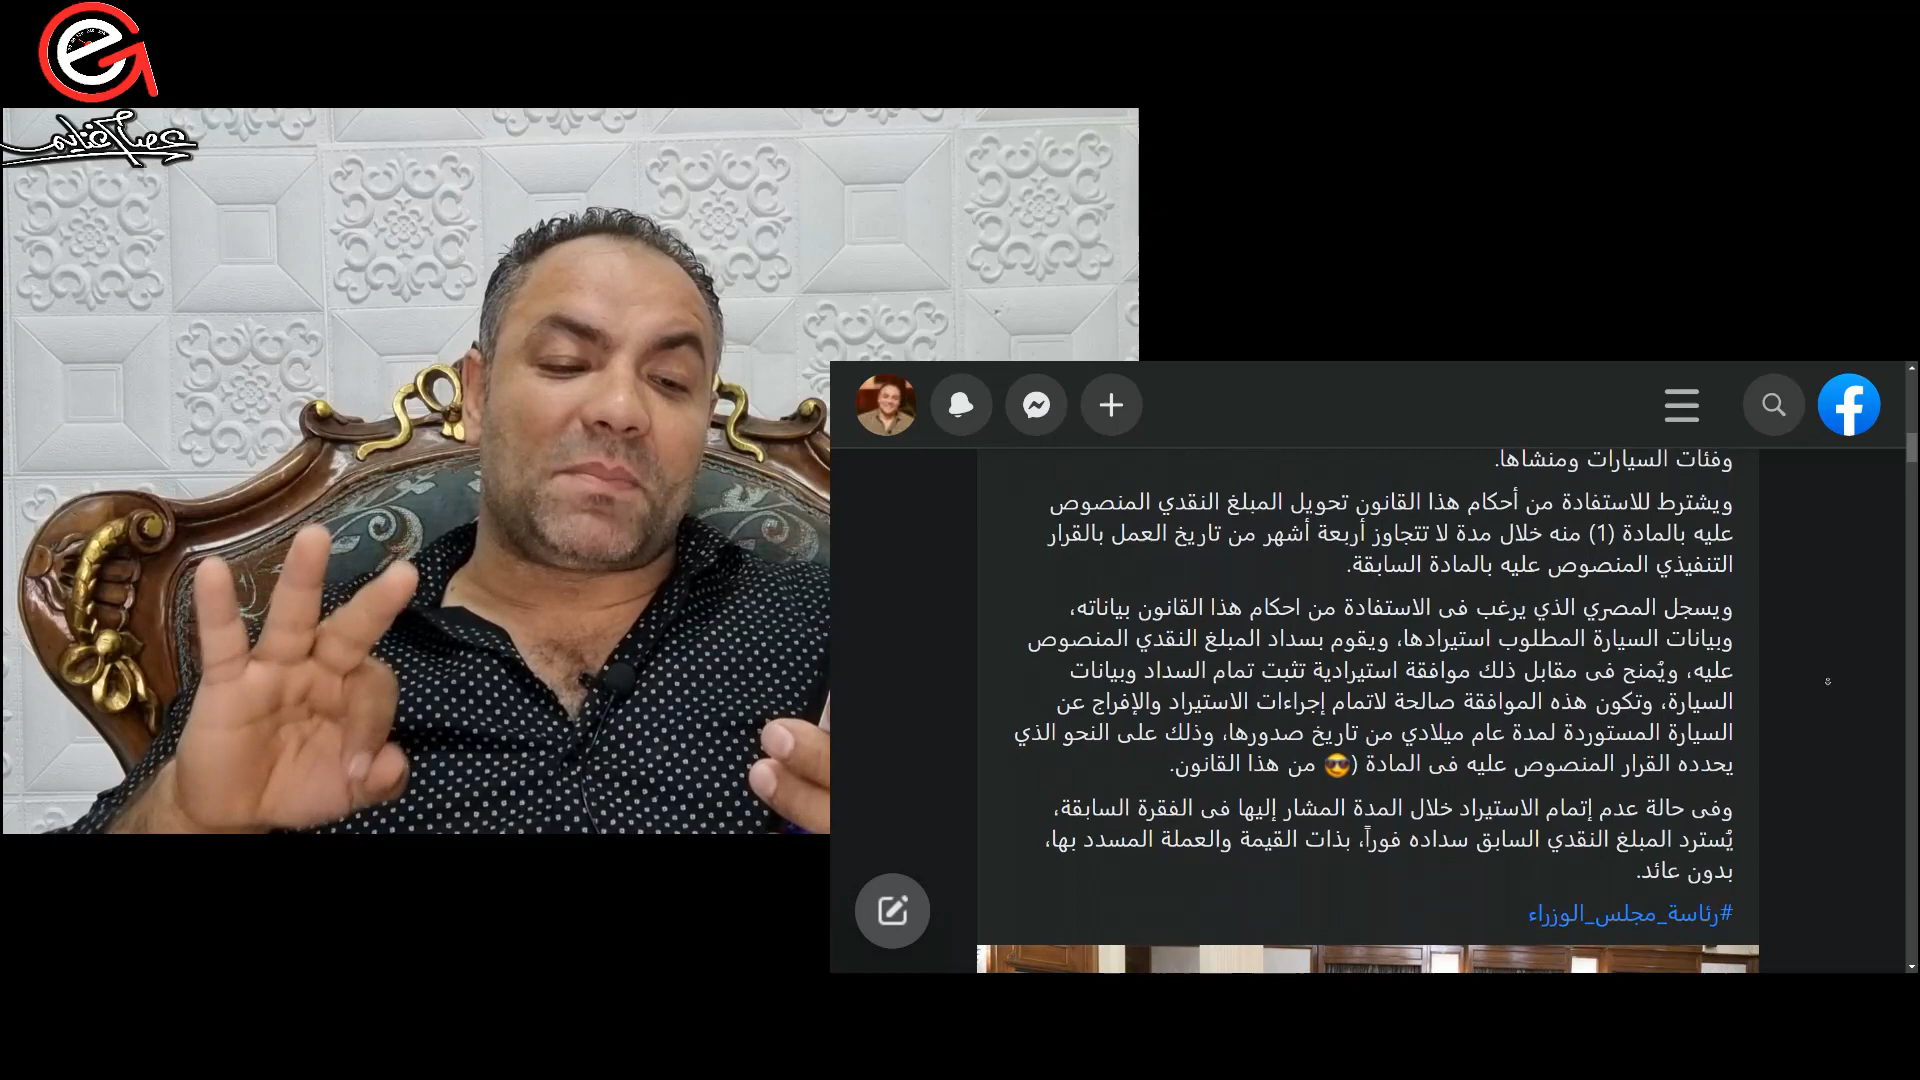 عصام غنايم
وفئات السيارات ومنشاها.
ويشترط للاستفادة من أحكام هذا القانون تحويل المبلغ النقدي المنصوص
عليه بالمادة (1) منه خلال مدة لا تتجاوز أربعة أشهر من تاريخ العمل بالقرار
التنفيذي المنصوص عليه بالمادة السابقة.
ويسجل المصري الذي يرغب فى الاستفادة من احكام هذا القانون بياناته،
وبيانات السيارة المطلوب استيرادها، ويقوم بسداد المبلغ النقدي المنصوص
عليه، ويُمنح فى مقابل ذلك موافقة استيرادية تثبت تمام السداد وبيانات
السيارة، وتكون هذه الموافقة صالحة لاتمام إجراءات الاستيراد والإفراج عن
السيارة المستوردة لمدة عام ميلادي من تاريخ صدورها، وذلك على النحو الذي
يحدده القرار المنصوص عليه فى المادة (😎 من هذا القانون.
وفى حالة عدم إتمام الاستيراد خلال المدة المشار إليها فى الفقرة السابقة،
يُسترد المبلغ النقدي السابق سداده فوراً، بذات القيمة والعملة المسدد بها،
بدون عائد.
#رئاسة_مجلس_الوزراء